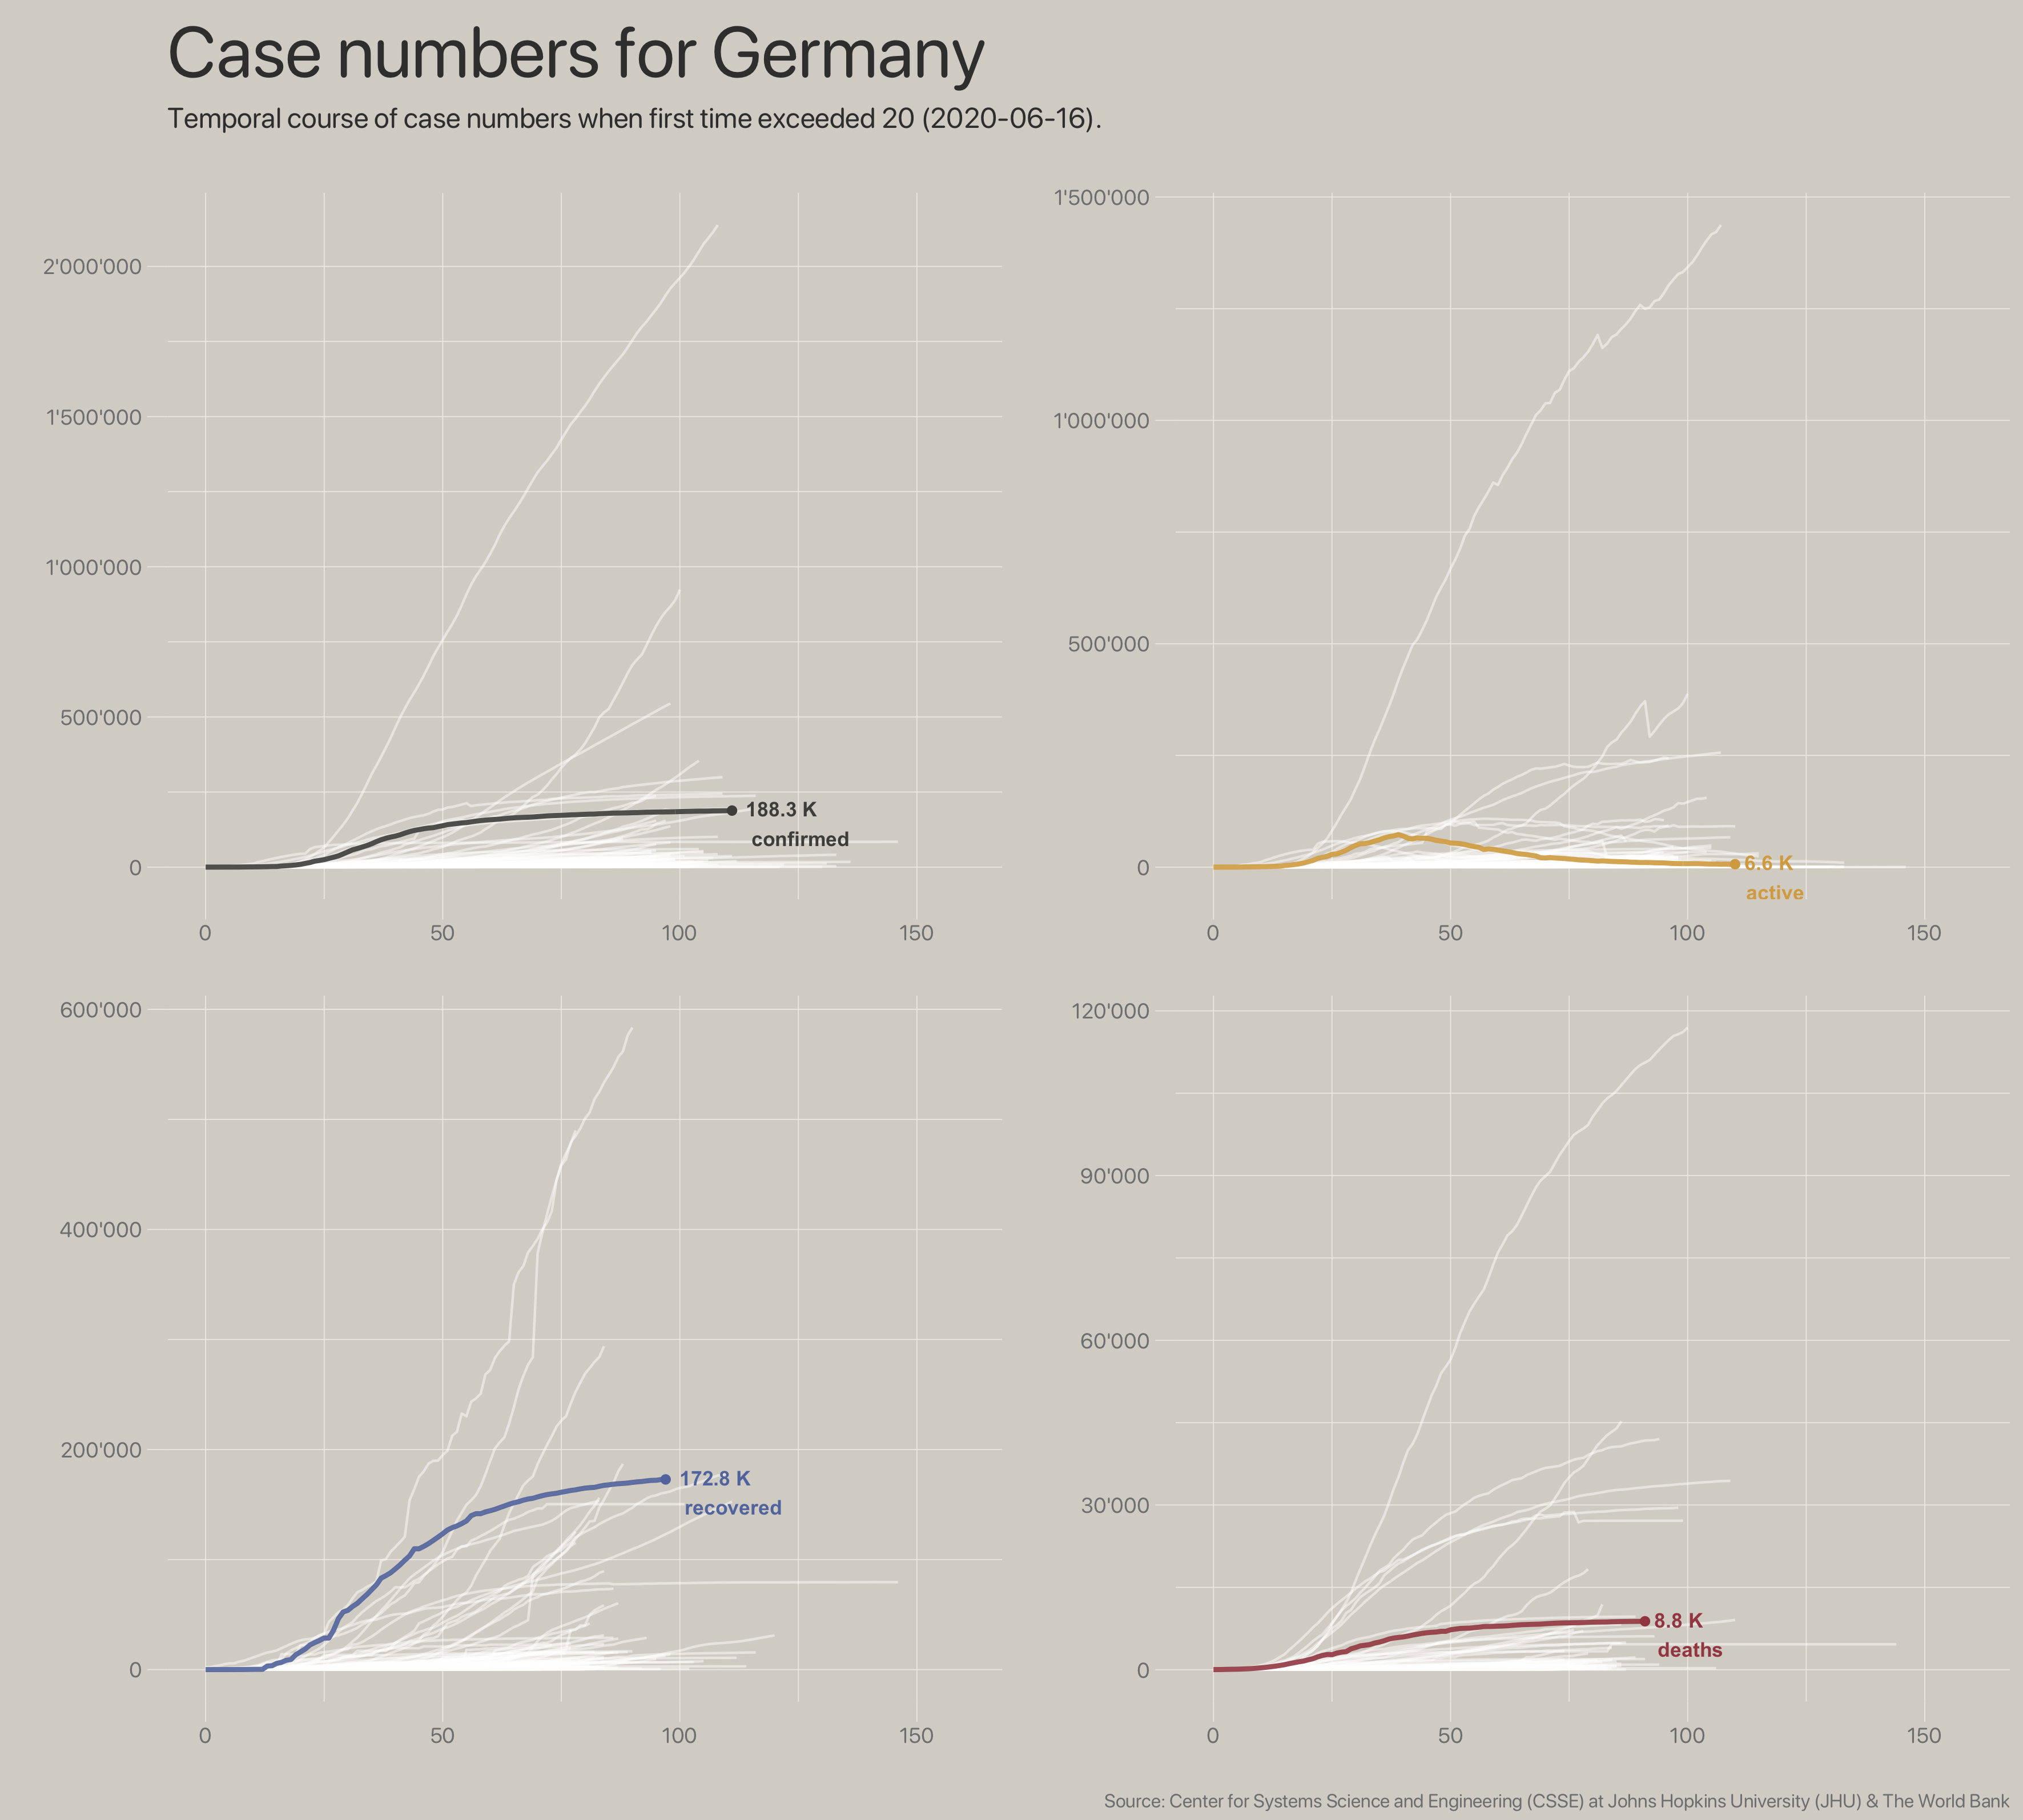 Case numbers for Germany
Temporal course of case numbers when first time exceeded 20 (2020-06-16).
2'000'000
1'500'000
1'000'000
500'000
0
188.3 K
confirmed
0 50 100 150
1'500'000
1'000'000
500'000
0
6.6 K
active
0 50 100 150
600'000
400'000
200'000
0
172.8 K
recovered
0 50 100 150
120'000
90'000
60'000
30'000
0
8.8 K
deaths
0 50 100 150
Source: Center for Systems Science and Engineering (CSSE) at Johns Hopkins University (JHU) & The World Bank